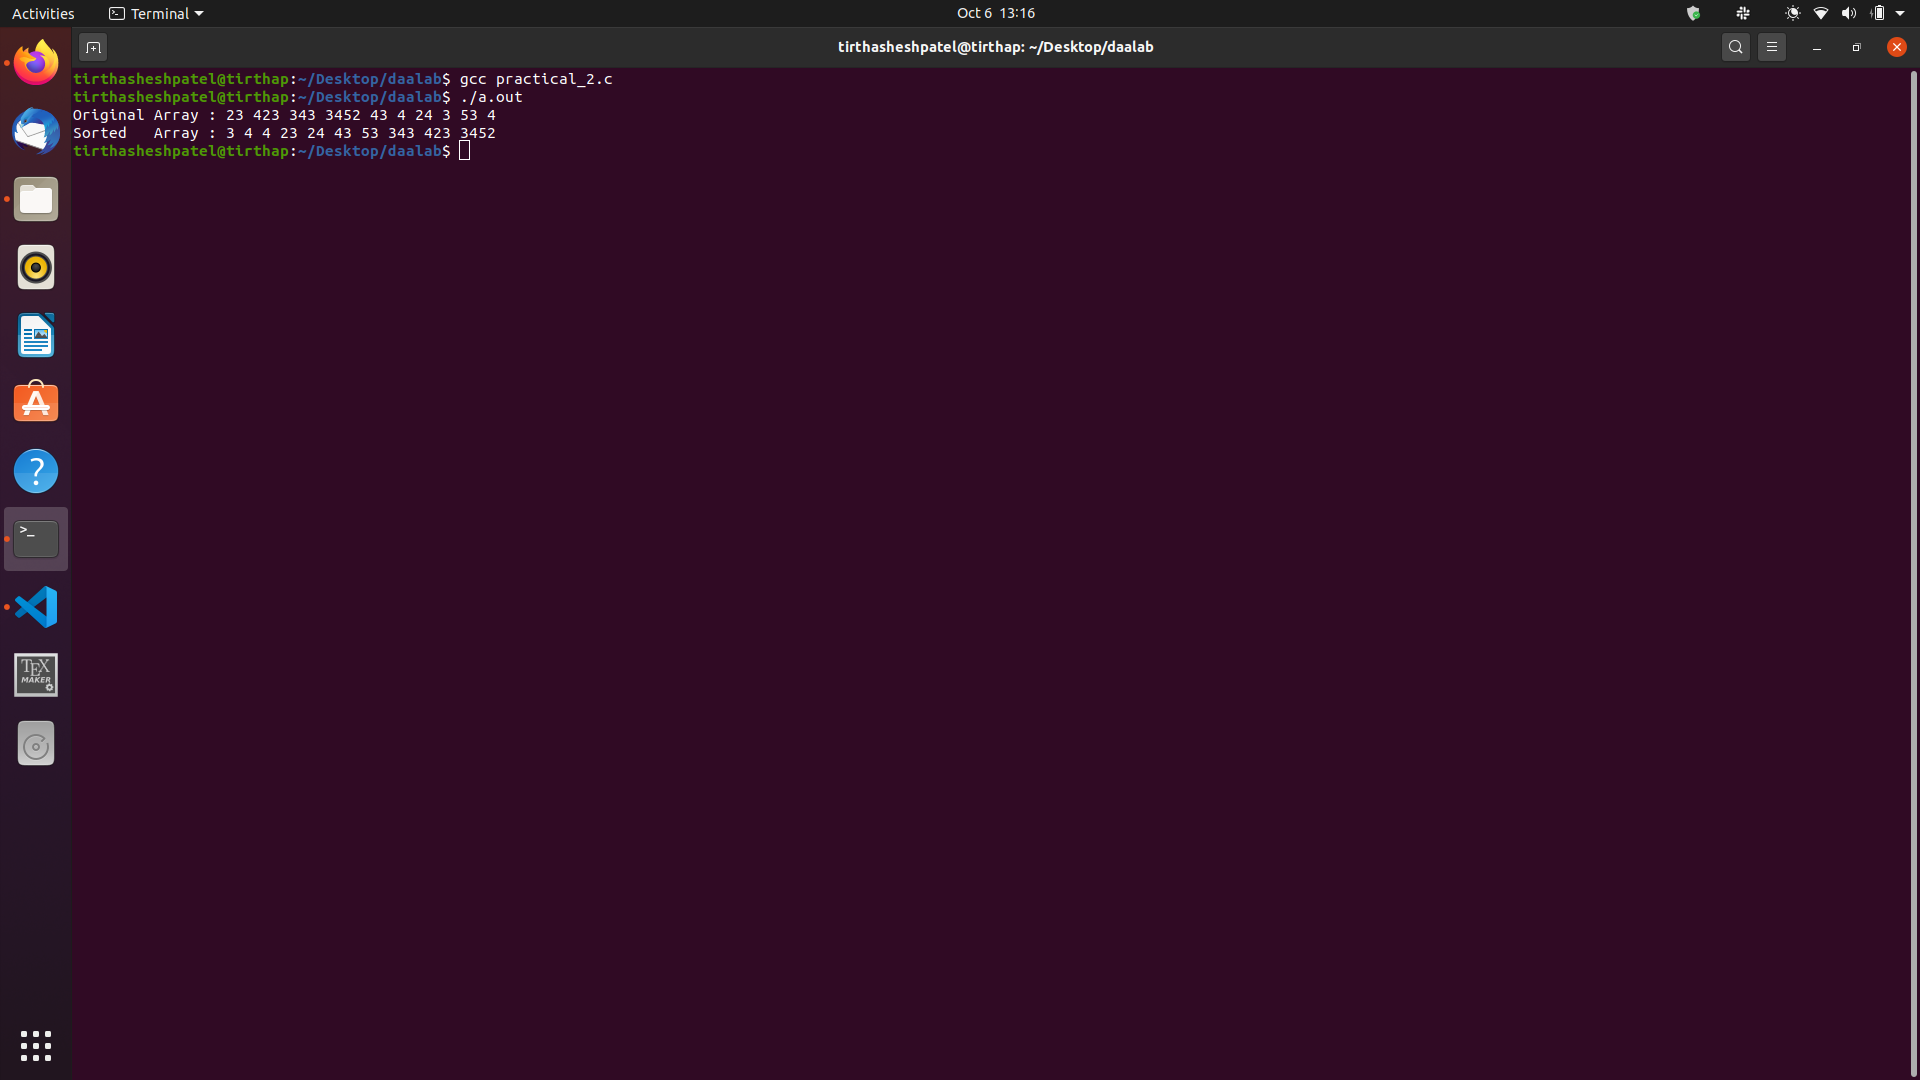 Activities Terminal Oct 6 13:16
tirthasheshpatel@tirthap: ~/Desktop/daalab
tirthasheshpatel@tirthap:~/Desktop/daalab$ gcc practical_2.c
tirthasheshpatel@tirthap:~/Desktop/daalab$ ./a.out
Original Array : 23 423 343 3452 43 4 24 3 53 4
Sorted   Array : 3 4 4 23 24 43 53 343 423 3452
tirthasheshpatel@tirthap:~/Desktop/daalab$
?
>_
TEX
MAKER